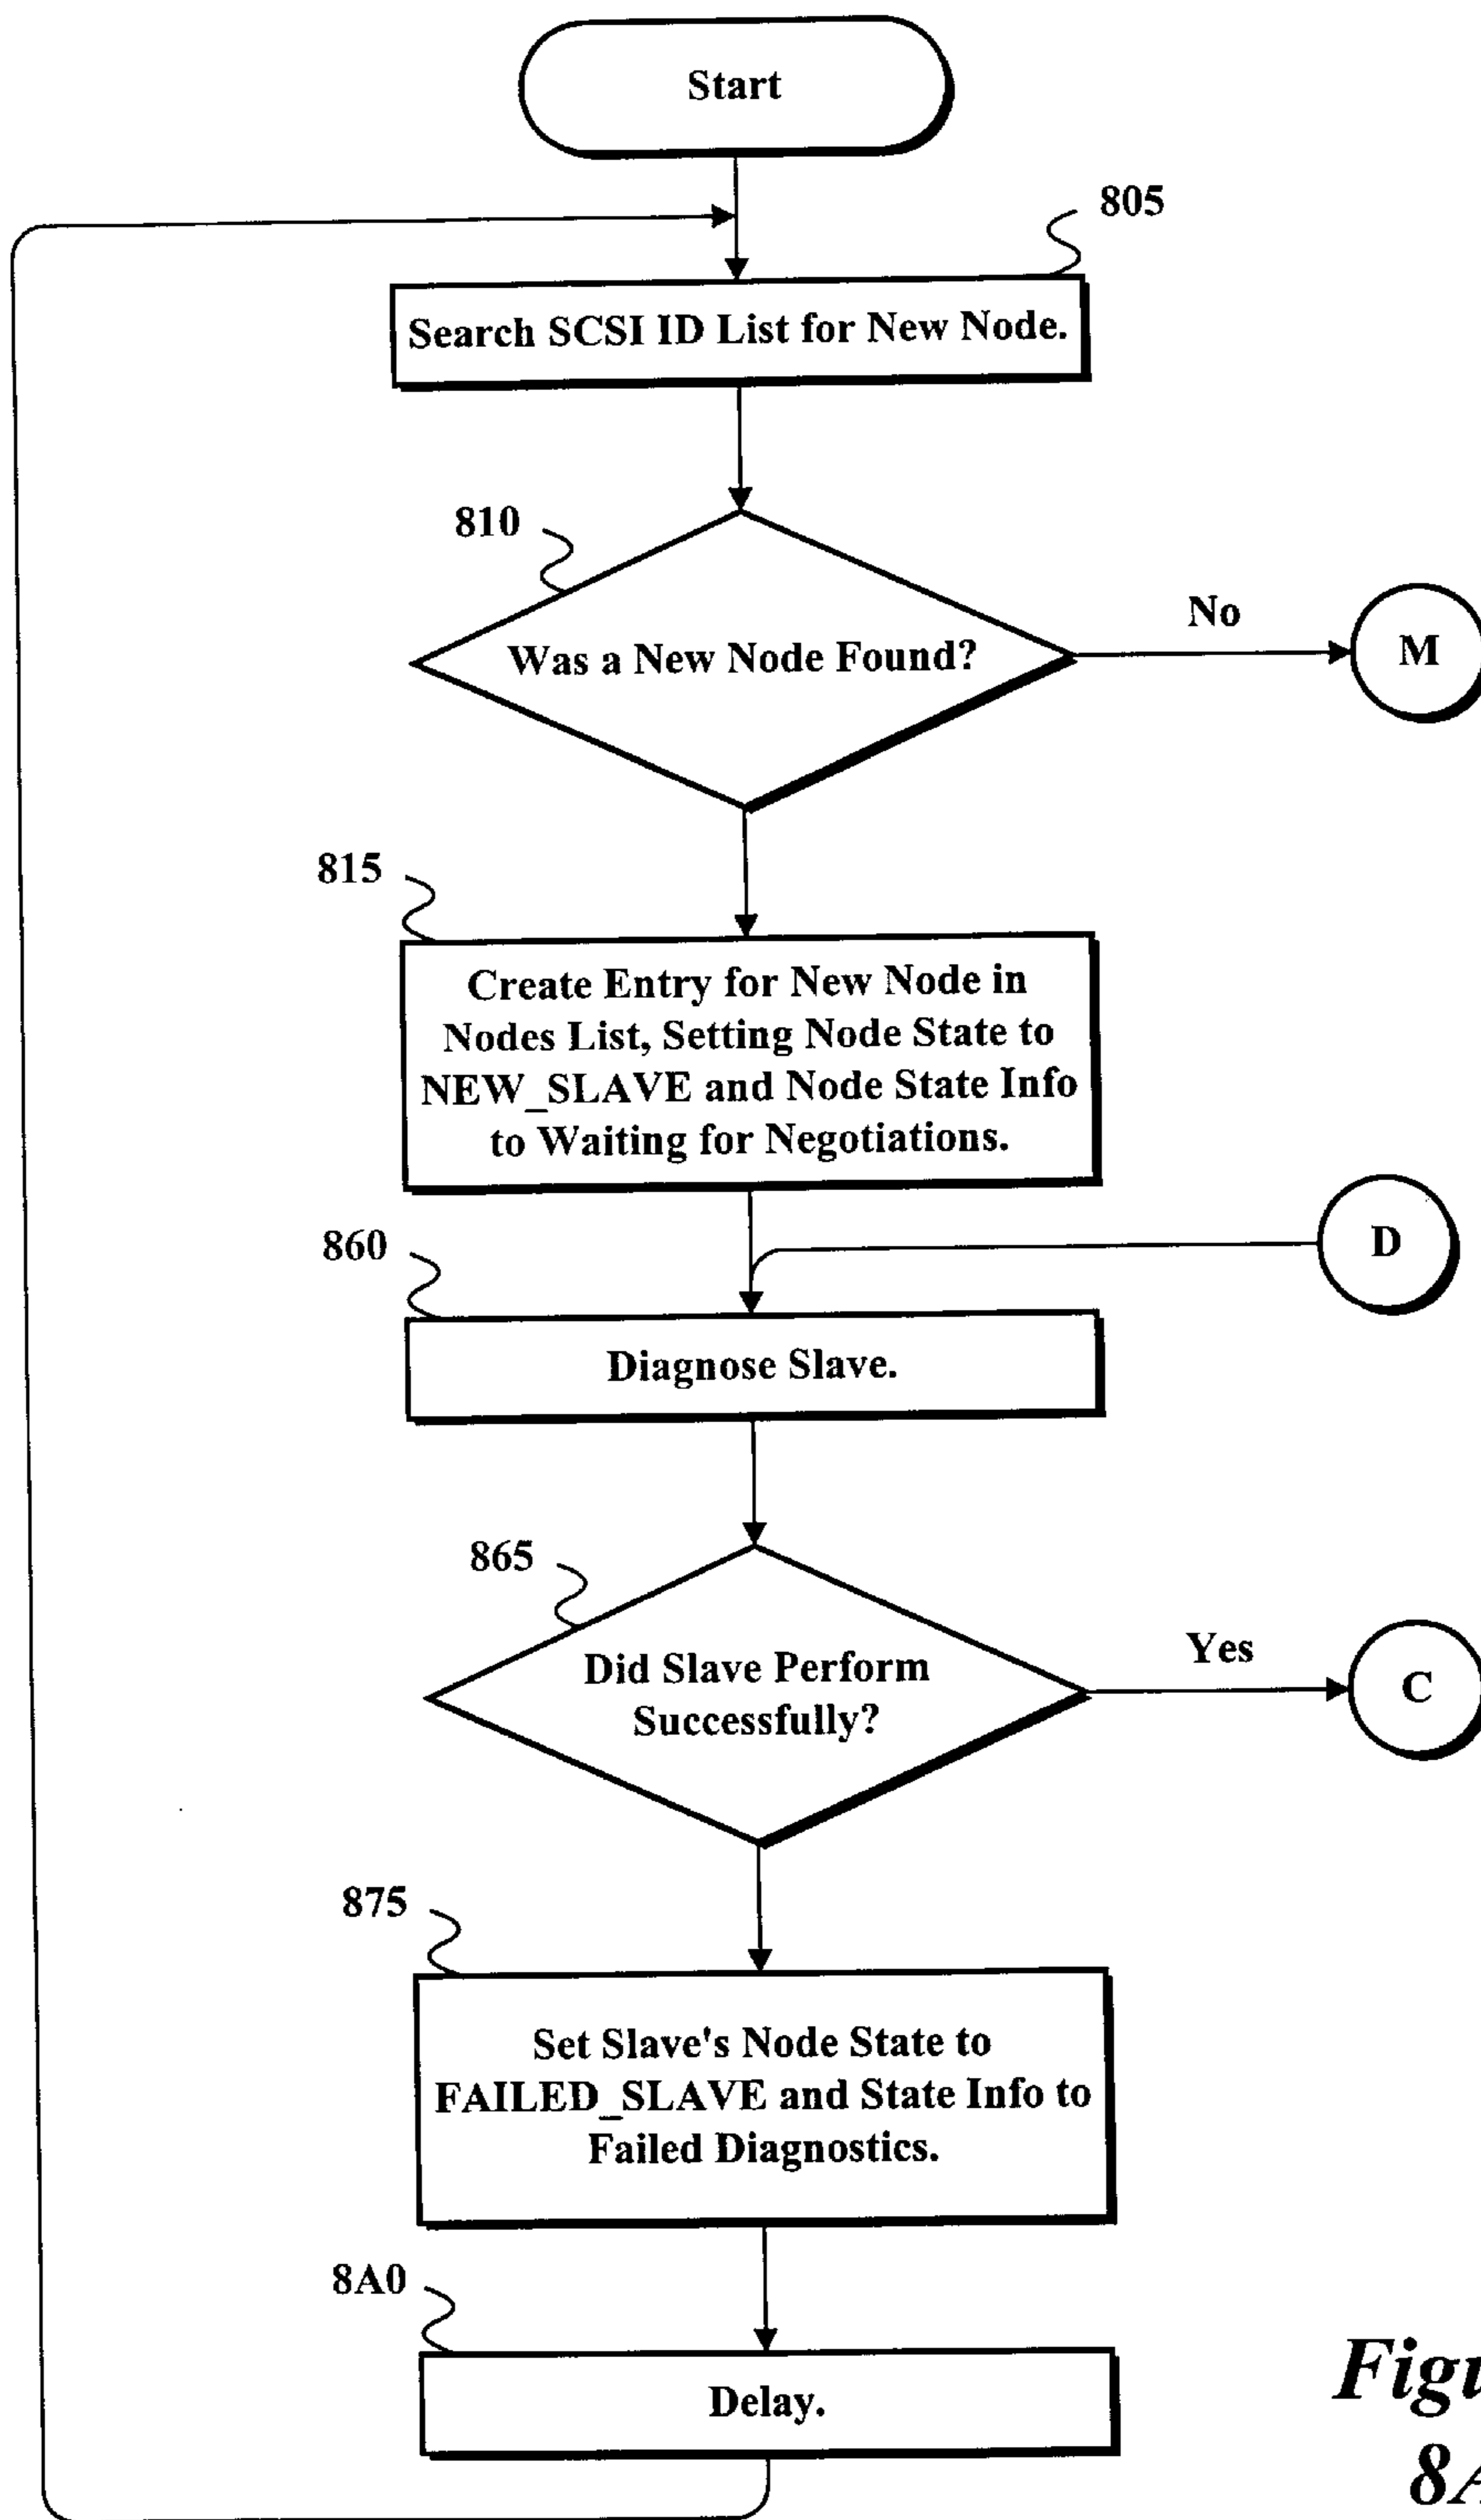 Start
805
Search SCSI ID List for New Node.
810
Was a New Node Found?
No
M
815
Create Entry for New Node in
Nodes List, Setting Node State to
NEW_SLAVE and Node State Info
to Waiting for Negotiations.
D
860
Diagnose Slave.
865
Did Slave Perform
Successfully?
Yes
C
875
Set Slave's Node State to
FAILED_SLAVE and State Info to
Failed Diagnostics.
8A0
Delay.
Figu
8A